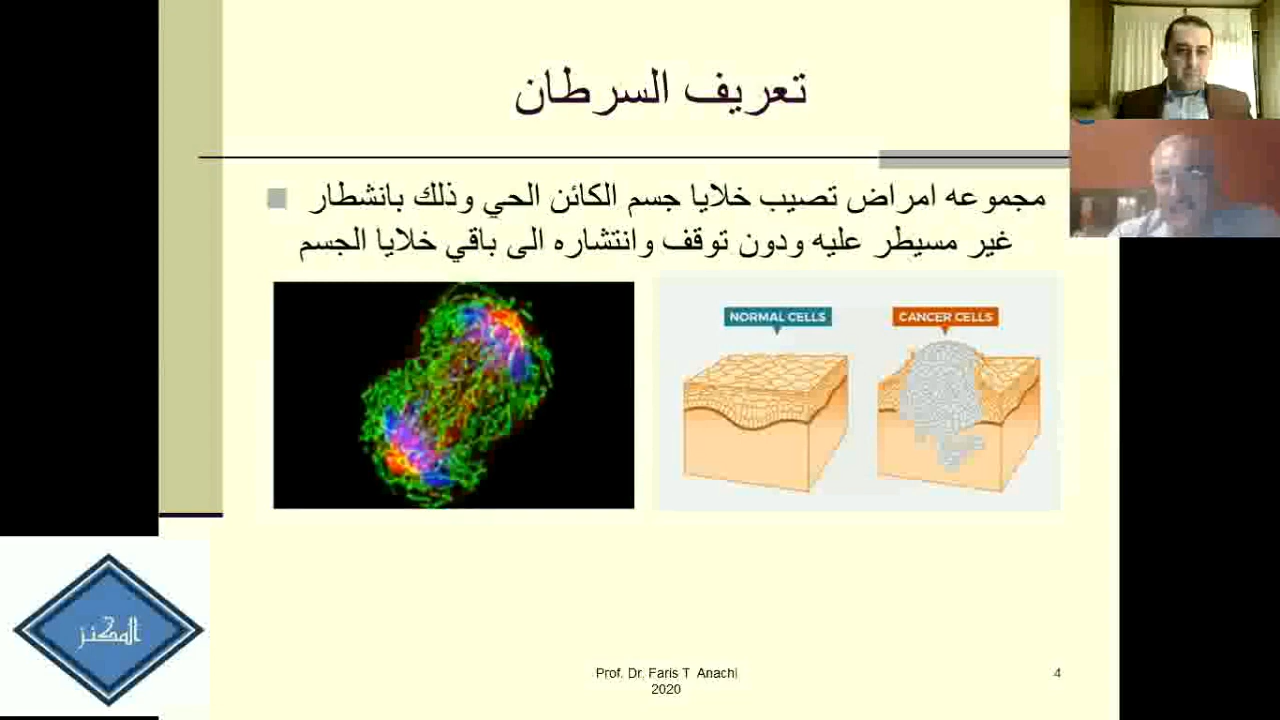 تعريف السرطان
مجموعه امراض تصيب خلايا جسم الكائن الحي وذلك بانشطار
غير مسيطر عليه ودون توقف وانتشاره الى باقي خلايا الجسم
NORMAL CELLS
CANCER CELLS
المكنز
Prof. Dr. Faris T Anachi
2020
4